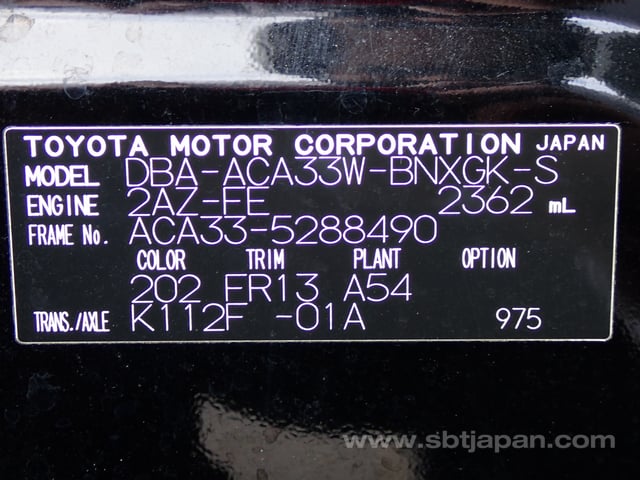 TOYOTA MOTOR CORPORATION JAPAN
MODEL DBA-ACA33W-BNXGK-S
ENGINE 2AZ-FE 2362 mL
FRAME No. ACA33-5288490
COLOR TRIM PLANT OPTION
202 FR13 A54
TRANS./AXLE K112F -01A 975
www.sbtjapan.com